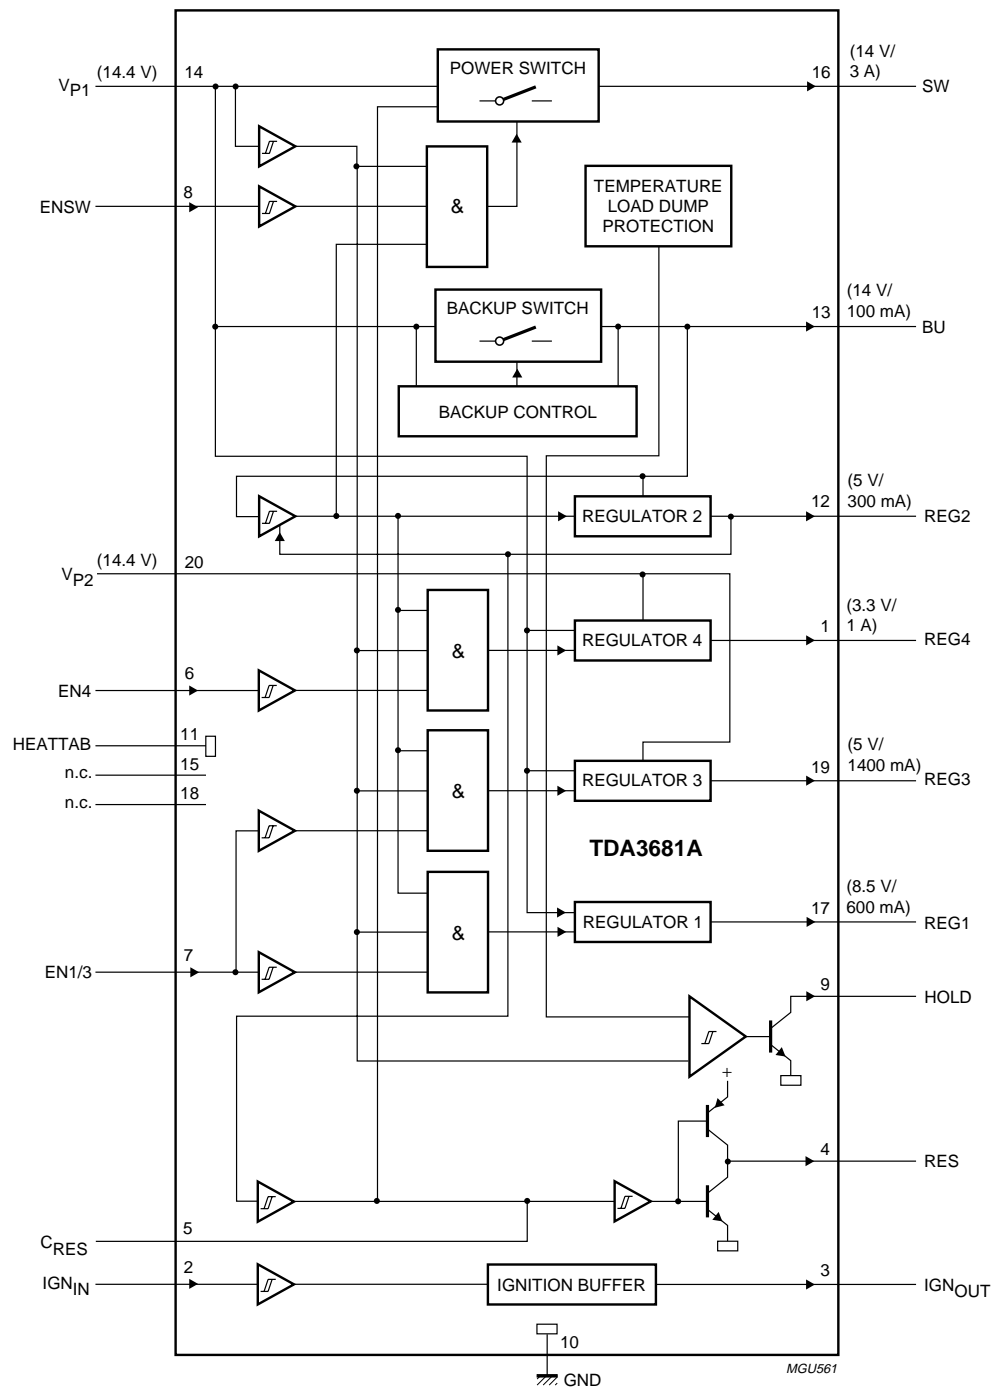 (14 V/
3 A)
POWER SWITCH
VP1 (14.4 V) 14
16 SW
TEMPERATURE
LOAD DUMP
PROTECTION
8
ENSW
&
(14 V/
100 mA)
BACKUP SWITCH
13 BU
BACKUP CONTROL
(5 V/
300 mA)
REGULATOR 2
12 REG2
VP2 (14.4 V) 20
(3.3 V/
1 A)
&
REGULATOR 4
1 REG4
6
EN4
HEATTAB 11
n.c. 15
n.c. 18
(5 V/
1400 mA)
&
REGULATOR 3
19 REG3
TDA3681A
(8.5 V/
600 mA)
&
REGULATOR 1
17 REG1
7
EN1/3
9
HOLD
+
4 RES
5
CRES
2
IGNIN
IGNITION BUFFER
3
IGNOUT
10
GND
MGU561